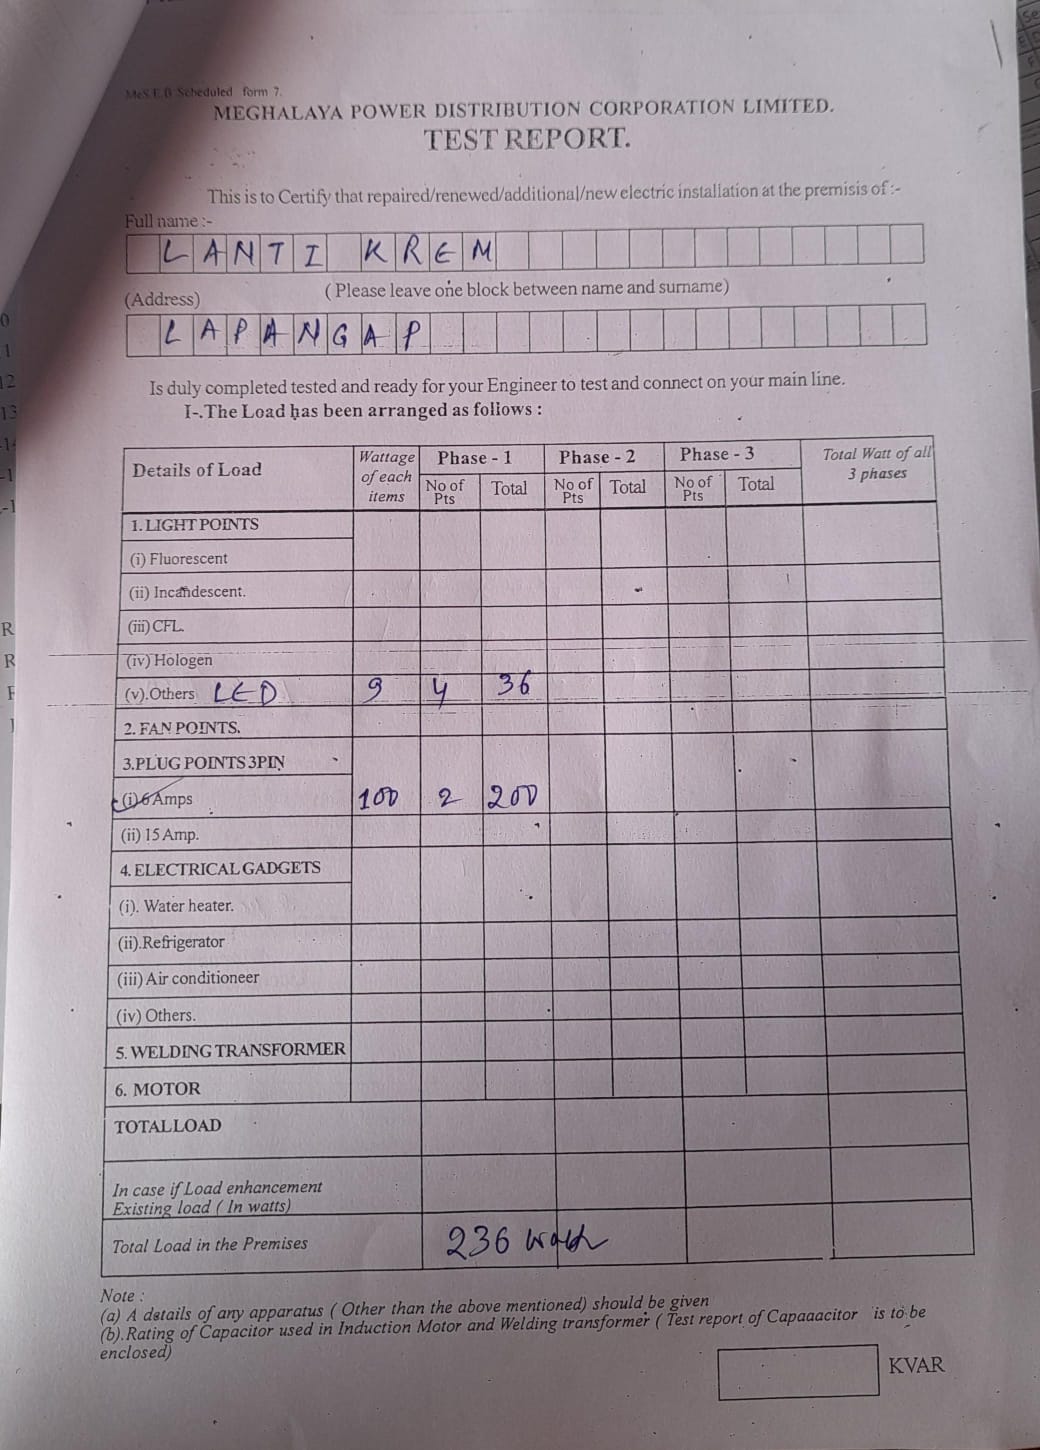 MeS.E.B Scheduled form 7.
MEGHALAYA POWER DISTRIBUTION CORPORATION LIMITED.
TEST REPORT.
This is to Certify that repaired/renewed/additional/new electric installation at the premisis of :-
Full name :-
LANTI KREM
(Address) ( Please leave one block between name and surname)
LAPANGAP
Is duly completed tested and ready for your Engineer to test and connect on your main line.
I-.The Load has been arranged as follows :
Details of Load Wattage of each items Phase - 1 Phase - 2 Phase - 3 Total Watt of all 3 phases
No of Pts Total No of Pts Total No of Pts Total
1. LIGHT POINTS
(i) Fluorescent
(ii) Incandescent.
(iii) CFL.
(iv) Hologen
(v).Others LED 9 4 36
2. FAN POINTS.
3.PLUG POINTS 3PIN
(i) 6 Amps 100 2 200
(ii) 15 Amp.
4. ELECTRICAL GADGETS
(i). Water heater.
(ii).Refrigerator
(iii) Air conditioneer
(iv) Others.
5. WELDING TRANSFORMER
6. MOTOR
TOTAL LOAD
In case if Load enhancement
Existing load ( In watts)
Total Load in the Premises 236 watt
Note :
(a) A details of any apparatus ( Other than the above mentioned) should be given
(b).Rating of Capacitor used in Induction Motor and Welding transformer ( Test report of Capaaacitor is to be
enclosed)
KVAR